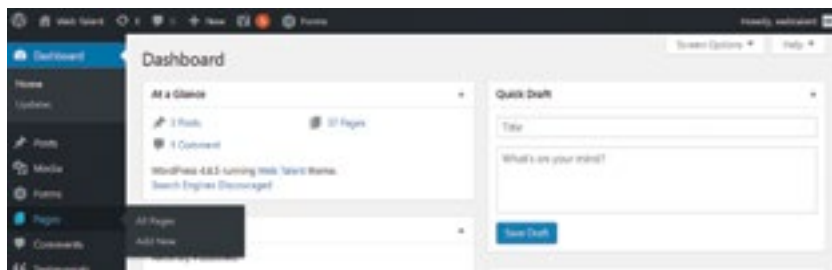 Web Talent + New 5 Forms
Howdy, webtalent
Screen Options Help
Dashboard
Home
Updates
Posts
Media
Forms
Pages
Comments
All Pages
Add New
Dashboard
At a Glance
3 Posts 37 Pages
1 Comment
WordPress 4.8.5 running Web Talent theme.
Search Engines Discouraged
Quick Draft
Title
What's on your mind?
Save Draft